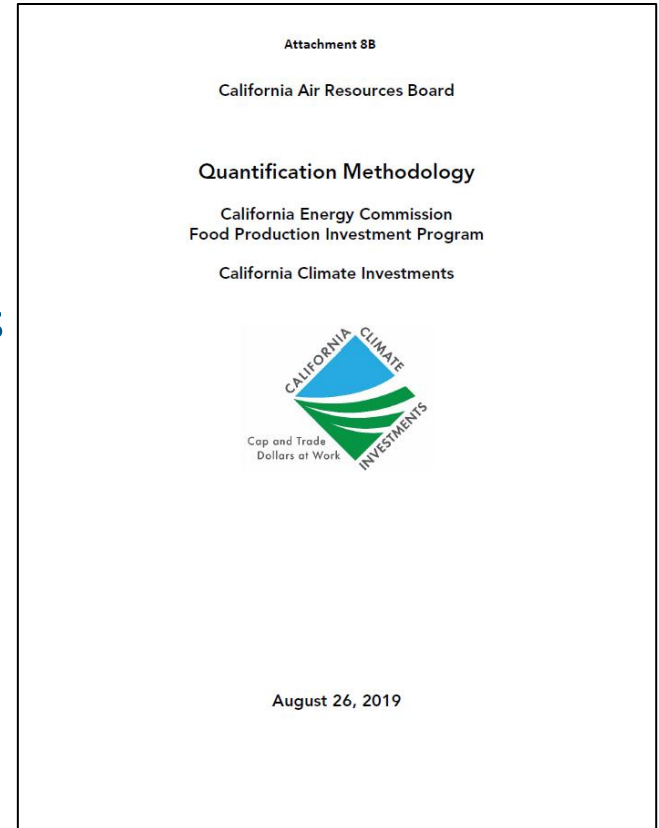 Attachment 8B
California Air Resources Board
Quantification Methodology
California Energy Commission
Food Production Investment Program
California Climate Investments
CALIFORNIA CLIMATE
INVESTMENTS
Cap and Trade
Dollars at Work
August 26, 2019